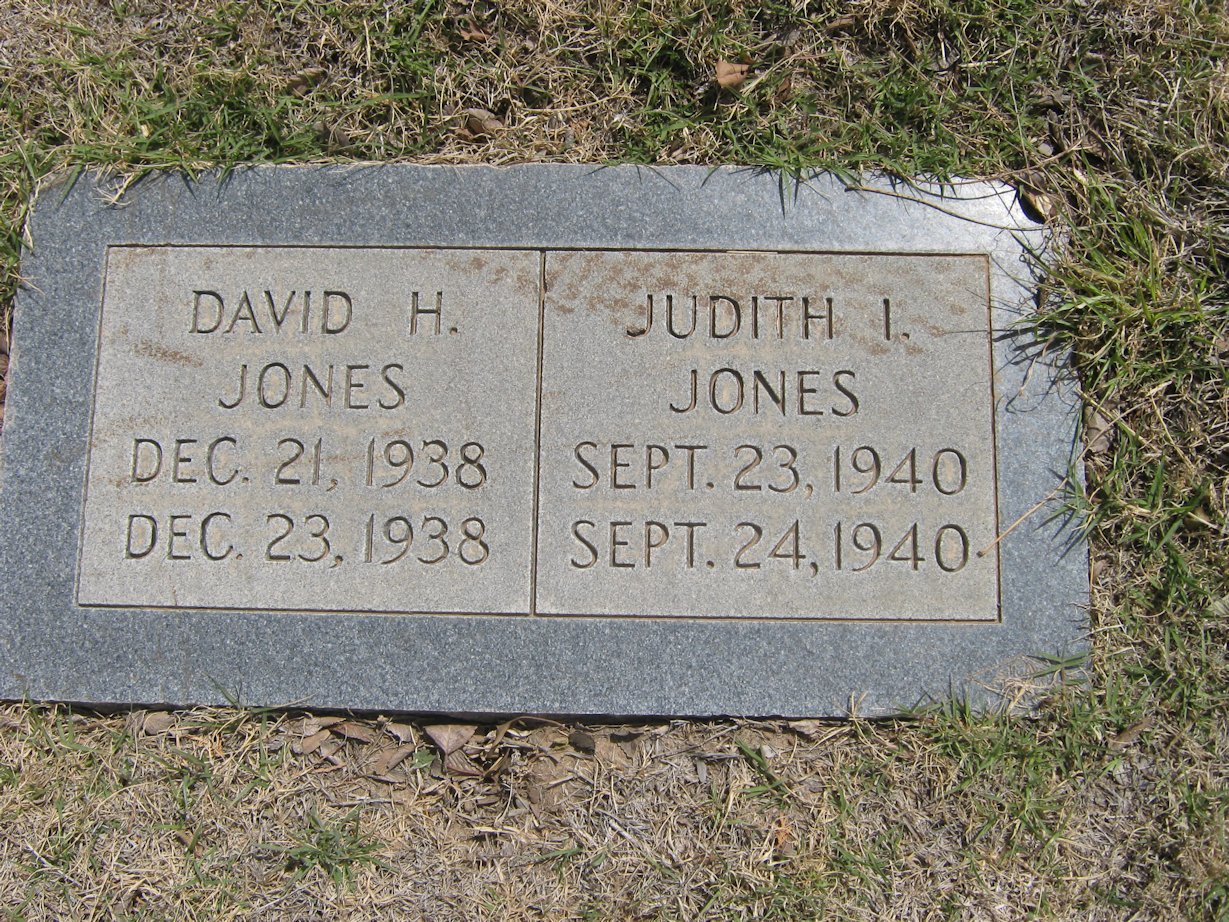 DAVID H.
JONES
DEC. 21, 1938
DEC. 23, 1938
JUDITH I.
JONES
SEPT. 23, 1940
SEPT. 24, 1940